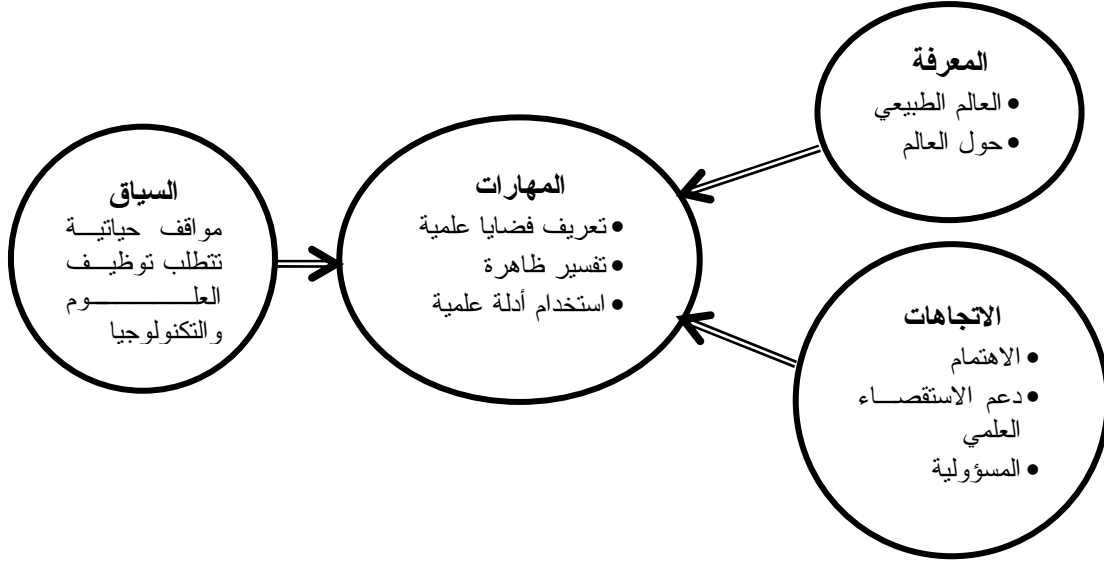 المعرفة
• العالم الطبيعي
• حول العالم
المهارات
• تعريف فضايا علمية
• تفسير ظاهرة
• استخدام أدلة علمية
السياق
مواقف حياتية
تتطلب توظيف
العلوم
والتكنولوجيا
الاتجاهات
• الاهتمام
• دعم الاستقصاء
العلمي
• المسؤولية